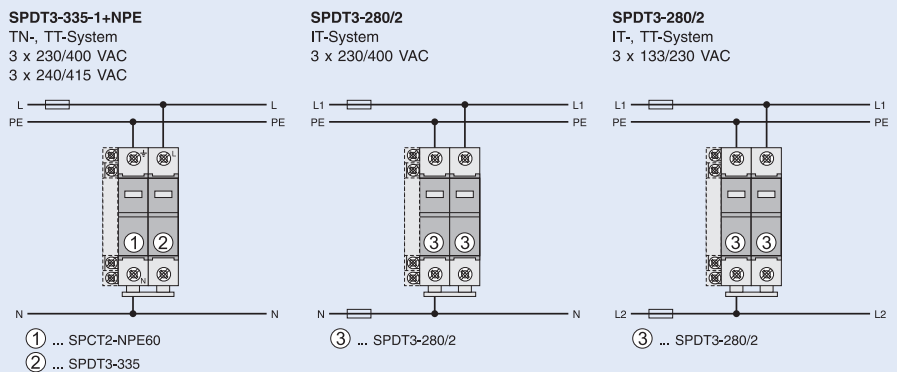 SPDT3-335-1+NPE
TN-, TT-System
3 x 230/400 VAC
3 x 240/415 VAC
L
L
PE
PE
L
1
2
N
N
N
1 ... SPCT2-NPE60
2 ... SPDT3-335
SPDT3-280/2
IT-System
3 x 230/400 VAC
L1
L1
PE
PE
3
3
N
N
3 ... SPDT3-280/2
SPDT3-280/2
IT-, TT-System
3 x 133/230 VAC
L1
L1
PE
PE
3
3
L2
L2
3 ... SPDT3-280/2